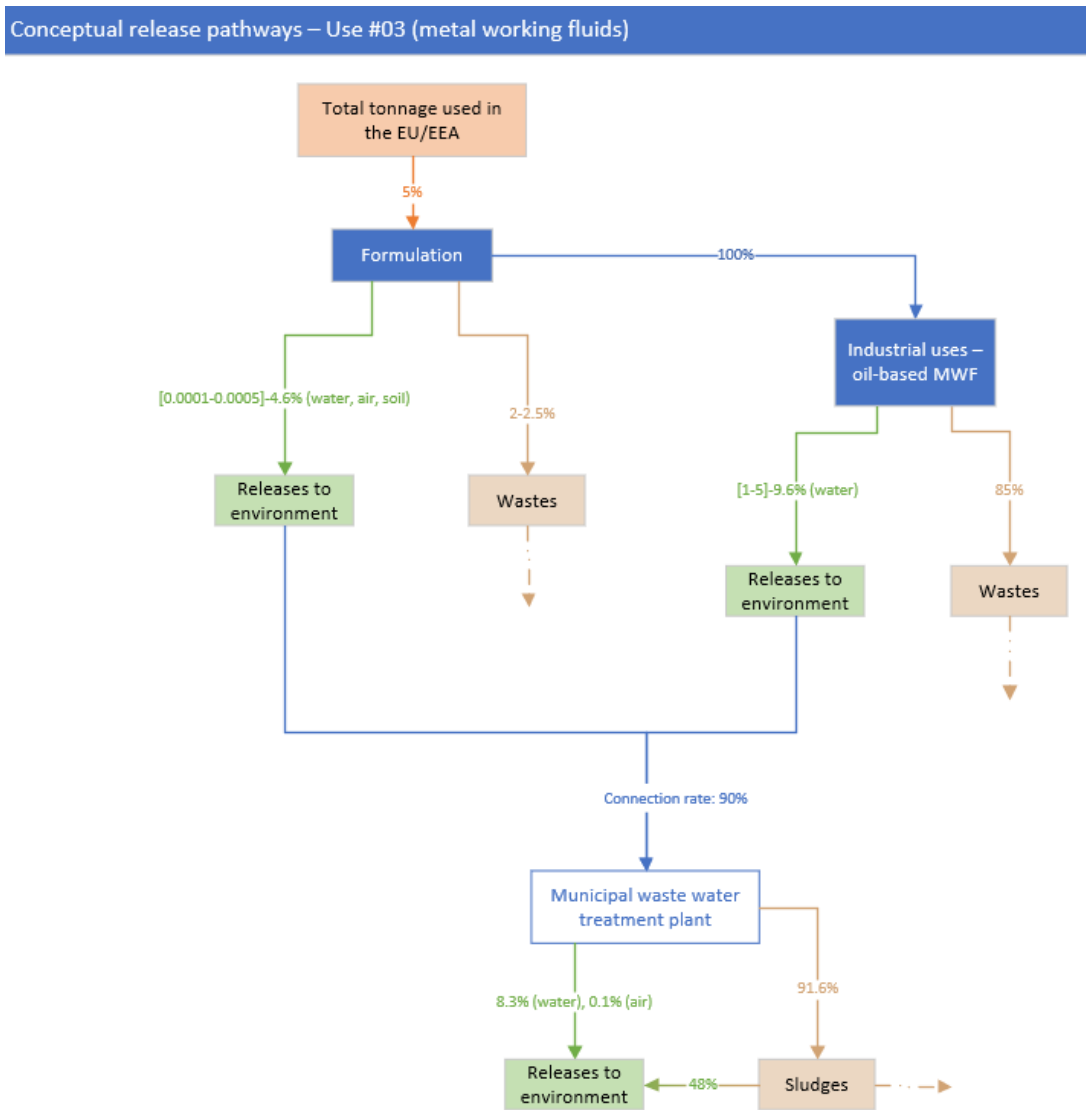 Conceptual release pathways – Use #03 (metal working fluids)
Total tonnage used in
the EU/EEA
5%
Formulation
100%
Industrial uses –
oil-based MWF
[0.0001-0.0005]-4.6% (water, air, soil)
2-2.5%
[1-5]-9.6% (water)
85%
Releases to
environment
Wastes
Releases to
environment
Wastes
Connection rate: 90%
Municipal waste water
treatment plant
8.3% (water), 0.1% (air)
91.6%
Releases to
environment
48%
Sludges